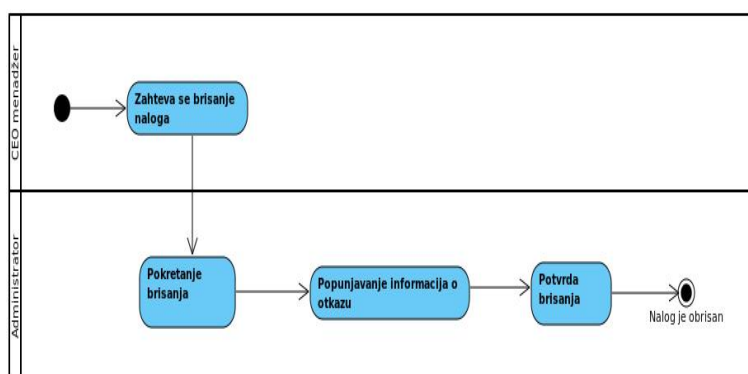 CEO menadžer
Zahteva se brisanje
naloga
Administrator
Pokretanje
brisanja
Popunjavanje informacija o
otkazu
Potvrda
brisanja
Nalog je obrisan